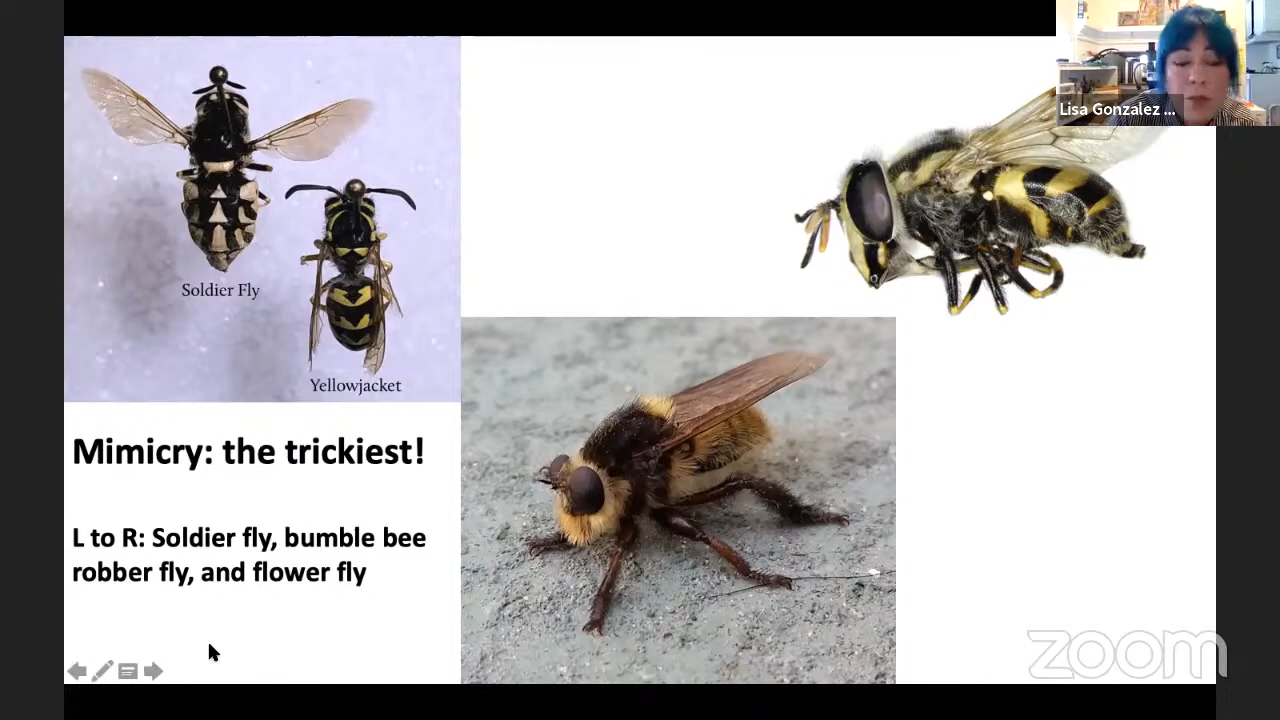 Lisa Gonzalez ...
Soldier Fly
Yellowjacket
Mimicry: the trickiest!
L to R: Soldier fly, bumble bee
robber fly, and flower fly
zoom